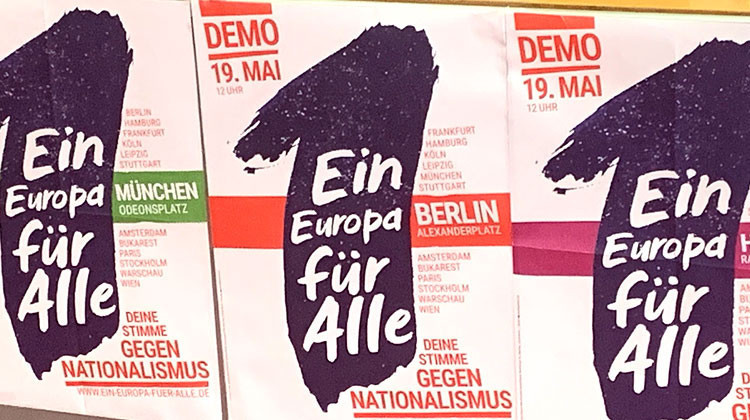 Ein
Europa
für
Alle
BERLIN
HAMBURG
FRANKFURT
KÖLN
LEIPZIG
STUTTGART
MÜNCHEN
ODEONSPLATZ
AMSTERDAM
BUKAREST
PARIS
STOCKHOLM
WARSCHAU
WIEN
DEINE
STIMME
GEGEN
NATIONALISMUS
WWW.EIN-EUROPA-FUER-ALLE.DE
DEMO
19. MAI
12 UHR
Ein
Europa
für
Alle
FRANKFURT
HAMBURG
KÖLN
LEIPZIG
MÜNCHEN
STUTTGART
BERLIN
ALEXANDERPLATZ
AMSTERDAM
BUKAREST
PARIS
STOCKHOLM
WARSCHAU
WIEN
DEINE
STIMME
GEGEN
NATIONALISMUS
DEMO
19. MAI
12 UHR
Ein
Europa
für
Alle